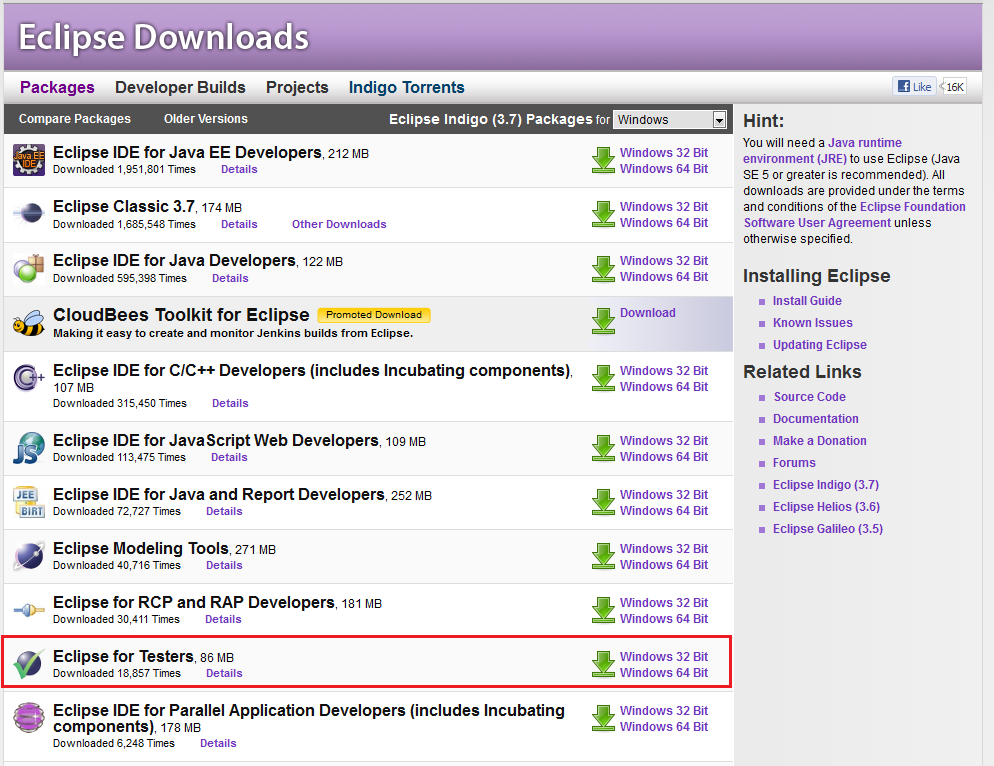 Eclipse Downloads
Packages Developer Builds Projects Indigo Torrents
Like 16K
Compare Packages Older Versions Eclipse Indigo (3.7) Packages for Windows
Java EE
IDE
Eclipse IDE for Java EE Developers, 212 MB
Downloaded 1,951,801 Times Details
Windows 32 Bit
Windows 64 Bit
Eclipse Classic 3.7, 174 MB
Downloaded 1,685,548 Times Details Other Downloads
Windows 32 Bit
Windows 64 Bit
Eclipse IDE for Java Developers, 122 MB
Downloaded 595,398 Times Details
Windows 32 Bit
Windows 64 Bit
CloudBees Toolkit for Eclipse Promoted Download
Making it easy to create and monitor Jenkins builds from Eclipse.
Download
C++
Eclipse IDE for C/C++ Developers (includes Incubating components),
107 MB
Downloaded 315,450 Times Details
Windows 32 Bit
Windows 64 Bit
JS
Eclipse IDE for JavaScript Web Developers, 109 MB
Downloaded 113,475 Times Details
Windows 32 Bit
Windows 64 Bit
JEE
BIRT
Eclipse IDE for Java and Report Developers, 252 MB
Downloaded 72,727 Times Details
Windows 32 Bit
Windows 64 Bit
Eclipse Modeling Tools, 271 MB
Downloaded 40,716 Times Details
Windows 32 Bit
Windows 64 Bit
Eclipse for RCP and RAP Developers, 181 MB
Downloaded 30,411 Times Details
Windows 32 Bit
Windows 64 Bit
Eclipse for Testers, 86 MB
Downloaded 18,857 Times Details
Windows 32 Bit
Windows 64 Bit
Eclipse IDE for Parallel Application Developers (includes Incubating
components), 178 MB
Downloaded 6,248 Times Details
Windows 32 Bit
Windows 64 Bit
Hint:
You will need a Java runtime
environment (JRE) to use Eclipse (Java
SE 5 or greater is recommended). All
downloads are provided under the terms
and conditions of the Eclipse Foundation
Software User Agreement unless
otherwise specified.
Installing Eclipse
Install Guide
Known Issues
Updating Eclipse
Related Links
Source Code
Documentation
Make a Donation
Forums
Eclipse Indigo (3.7)
Eclipse Helios (3.6)
Eclipse Galileo (3.5)